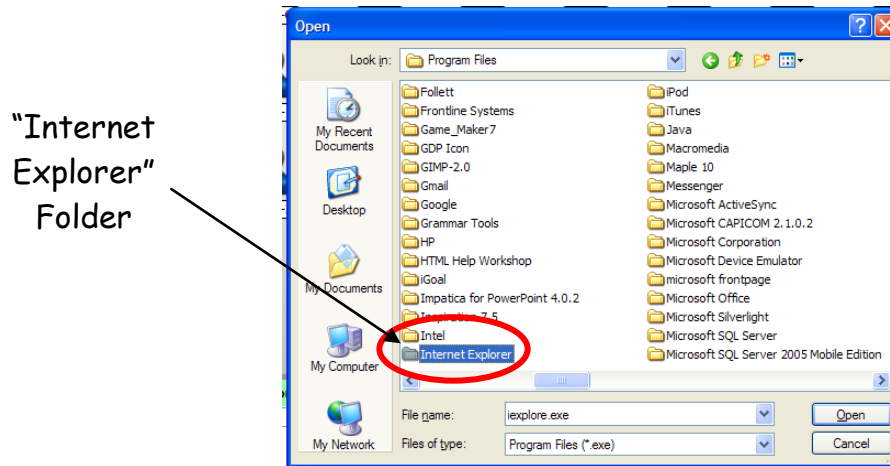 Open
Look in:
Program Files
"Internet
Explorer"
Folder
My Recent
Documents
Desktop
My Documents
My Computer
My Network
Follett
Frontline Systems
Game_Maker7
GDP Icon
GIMP-2.0
Gmail
Google
Grammar Tools
HP
HTML Help Workshop
iGoal
Impatica for PowerPoint 4.0.2
Inspiration 7.5
Intel
Internet Explorer
iPod
iTunes
Java
Macromedia
Maple 10
Messenger
Microsoft ActiveSync
Microsoft CAPICOM 2.1.0.2
Microsoft Corporation
Microsoft Device Emulator
microsoft frontpage
Microsoft Office
Microsoft Silverlight
Microsoft SQL Server
Microsoft SQL Server 2005 Mobile Edition
File name:
iexplore.exe
Open
Files of type:
Program Files (*.exe)
Cancel